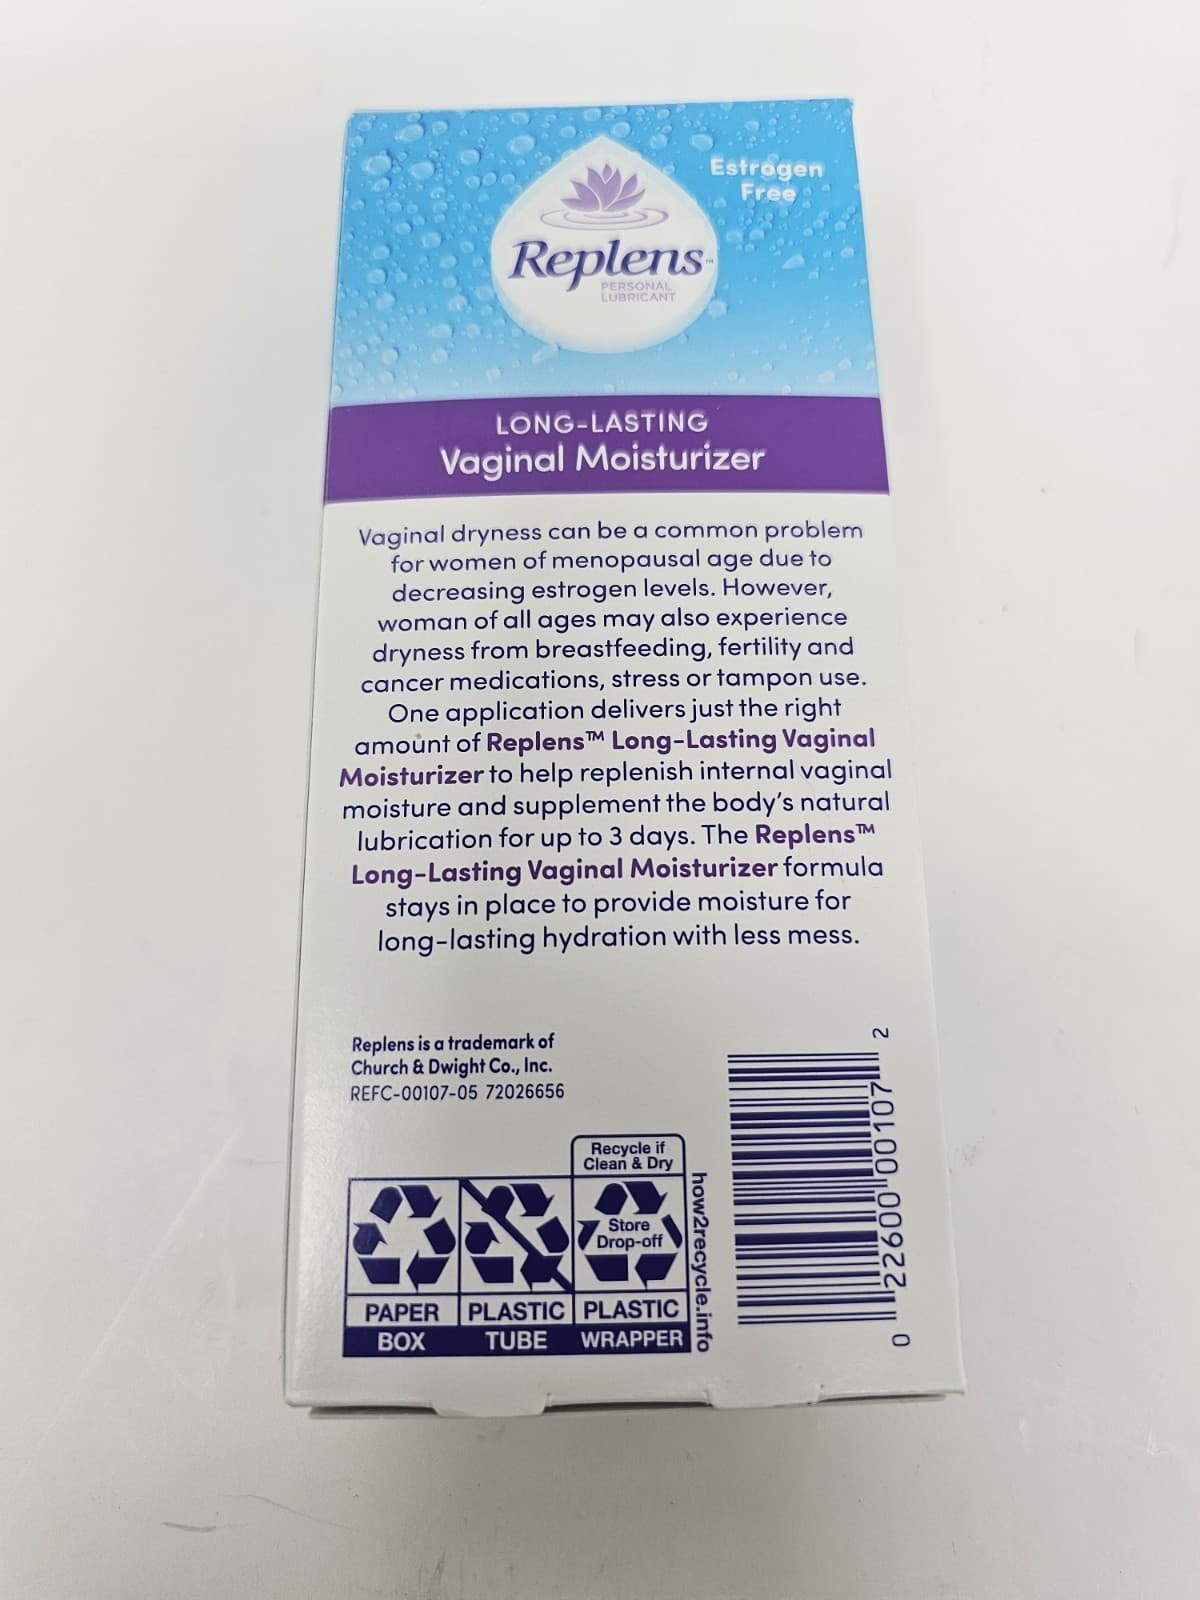 Estrogen
Free
Replens™
PERSONAL
LUBRICANT
LONG-LASTING
Vaginal Moisturizer
Vaginal dryness can be a common problem
for women of menopausal age due to
decreasing estrogen levels. However,
woman of all ages may also experience
dryness from breastfeeding, fertility and
cancer medications, stress or tampon use.
One application delivers just the right
amount of Replens™ Long-Lasting Vaginal
Moisturizer to help replenish internal vaginal
moisture and supplement the body's natural
lubrication for up to 3 days. The Replens™
Long-Lasting Vaginal Moisturizer formula
stays in place to provide moisture for
long-lasting hydration with less mess.
Replens is a trademark of
Church & Dwight Co., Inc.
REFC-00107-05 72026656
Recycle if
Clean & Dry
Store
Drop-off
PAPER PLASTIC PLASTIC
BOX TUBE WRAPPER
how2recycle.info
0 22600 00107 2